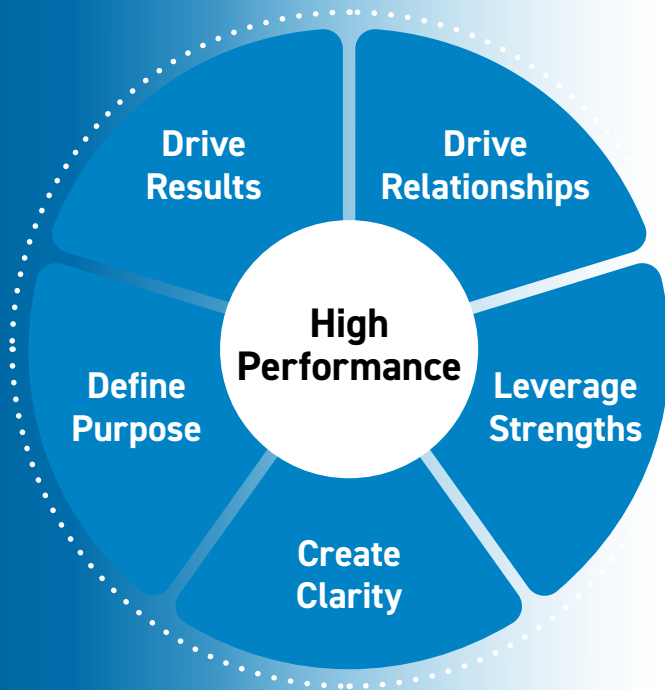 Drive
Results
Drive
Relationships
High
Performance
Define
Purpose
Leverage
Strengths
Create
Clarity